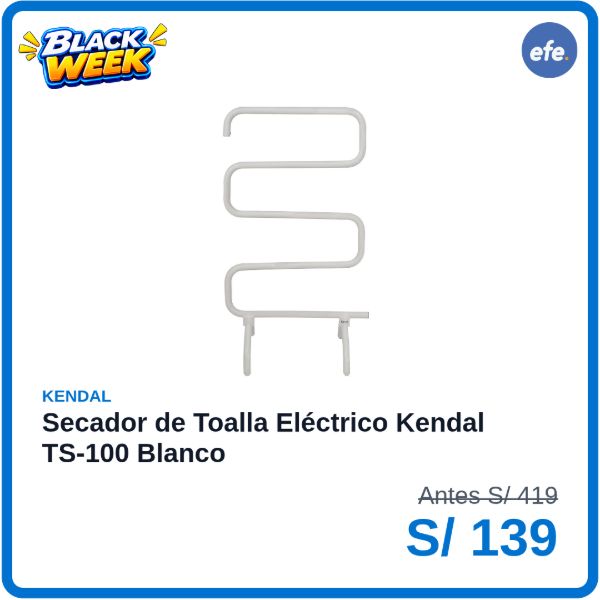 BLACK
WEEK
efe.
KENDAL
Secador de Toalla Eléctrico Kendal
TS-100 Blanco
Antes S/ 419
S/ 139